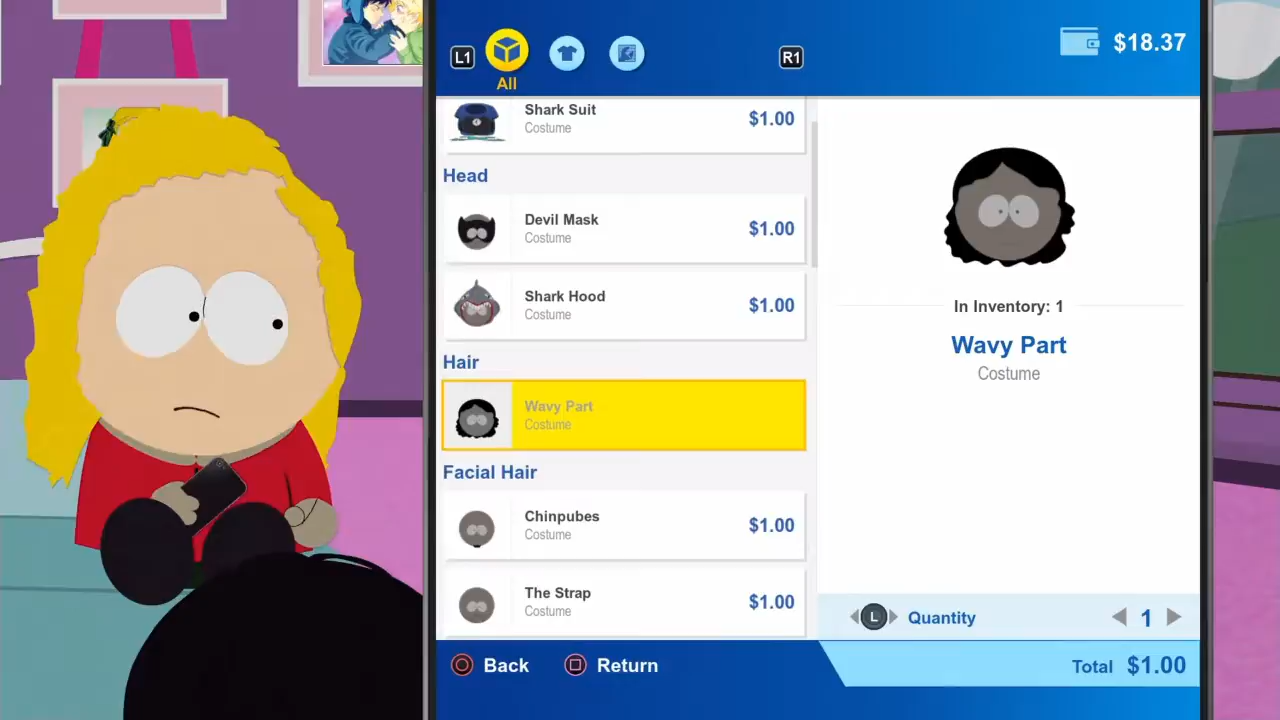 L1
R1
All
$18.37
Shark Suit
Costume
$1.00
Head
Devil Mask
Costume
$1.00
Shark Hood
Costume
$1.00
Hair
Wavy Part
Costume
Facial Hair
Chinpubes
Costume
$1.00
The Strap
Costume
$1.00
In Inventory: 1
Wavy Part
Costume
L Quantity 1
Back Return
Total $1.00